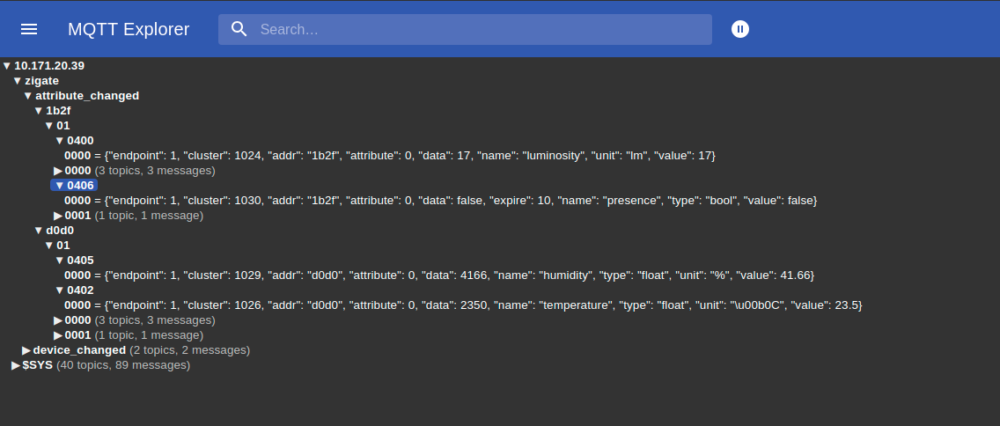 MQTT Explorer Search...
▼ 10.171.20.39
▼ zigate
▼ attribute_changed
▼ 1b2f
▼ 01
▼ 0400
0000 = {"endpoint": 1, "cluster": 1024, "addr": "1b2f", "attribute": 0, "data": 17, "name": "luminosity", "unit": "lm", "value": 17}
▶ 0000 (3 topics, 3 messages)
▼ 0406
0000 = {"endpoint": 1, "cluster": 1030, "addr": "1b2f", "attribute": 0, "data": false, "expire": 10, "name": "presence", "type": "bool", "value": false}
▶ 0001 (1 topic, 1 message)
▼ d0d0
▼ 01
▼ 0405
0000 = {"endpoint": 1, "cluster": 1029, "addr": "d0d0", "attribute": 0, "data": 4166, "name": "humidity", "type": "float", "unit": "%", "value": 41.66}
▼ 0402
0000 = {"endpoint": 1, "cluster": 1026, "addr": "d0d0", "attribute": 0, "data": 2350, "name": "temperature", "type": "float", "unit": "\u00b0C", "value": 23.5}
▶ 0000 (3 topics, 3 messages)
▶ 0001 (1 topic, 1 message)
▶ device_changed (2 topics, 2 messages)
▶ $SYS (40 topics, 89 messages)